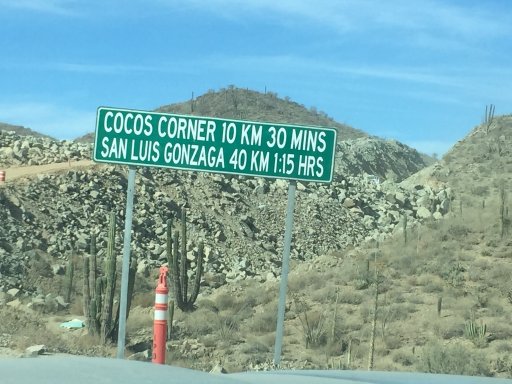 COCOS CORNER 10 KM 30 MINS
SAN LUIS GONZAGA 40 KM 1:15 HRS